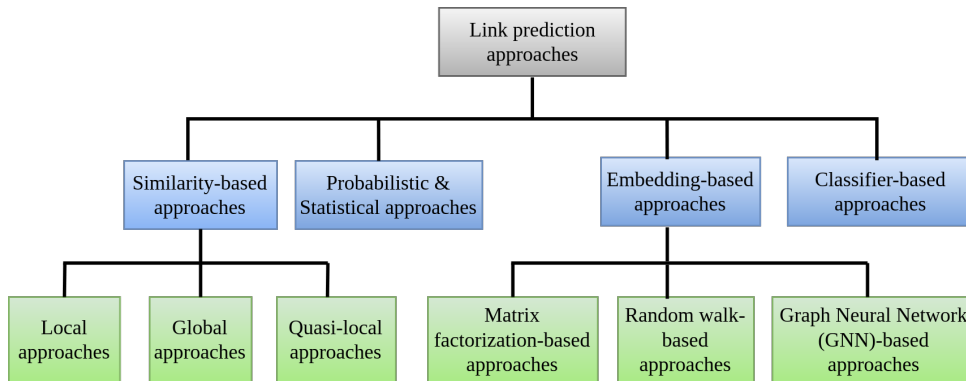 Link prediction
approaches
Similarity-based
approaches
Probabilistic &
Statistical approaches
Embedding-based
approaches
Classifier-based
approaches
Local
approaches
Global
approaches
Quasi-local
approaches
Matrix
factorization-based
approaches
Random walk-
based
approaches
Graph Neural Network
(GNN)-based
approaches